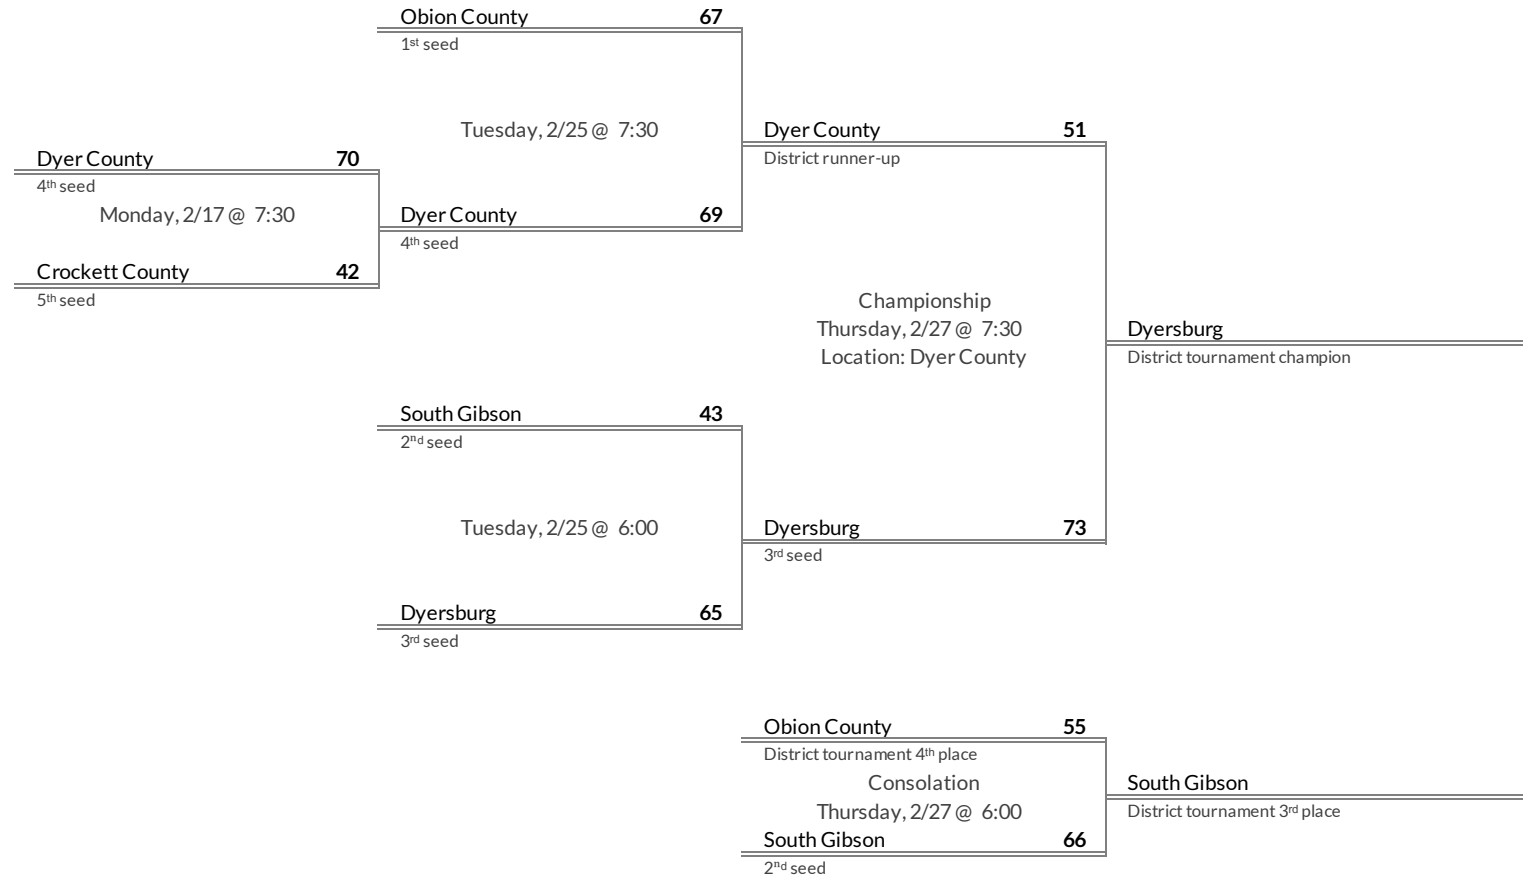 Obion County 67
1st seed
Tuesday, 2/25 @ 7:30
Dyer County 51
District runner-up
Dyer County 70
4th seed
Monday, 2/17 @ 7:30
Dyer County 69
4th seed
Crockett County 42
5th seed
Championship
Thursday, 2/27 @ 7:30
Location: Dyer County
Dyersburg
District tournament champion
South Gibson 43
2nd seed
Tuesday, 2/25 @ 6:00
Dyersburg 73
3rd seed
Dyersburg 65
3rd seed
Obion County 55
District tournament 4th place
Consolation
Thursday, 2/27 @ 6:00
South Gibson
District tournament 3rd place
South Gibson 66
2nd seed